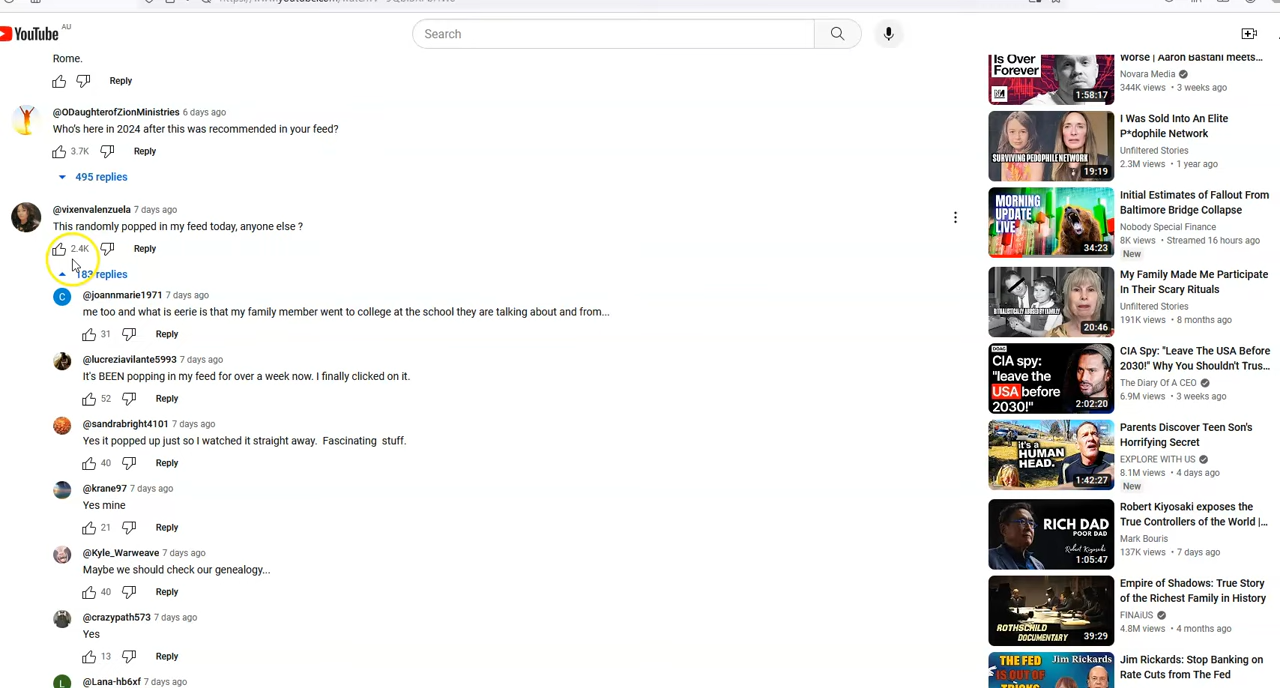 YouTube AU
Search
Rome.
Reply
@ODaughterofZionMinistries 6 days ago
Who's here in 2024 after this was recommended in your feed?
3.7K Reply
495 replies
@vixenvalenzuela 7 days ago
This randomly popped in my feed today, anyone else ?
2.4K Reply
183 replies
C
@joannmarie1971 7 days ago
me too and what is eerie is that my family member went to college at the school they are talking about and from...
31 Reply
@lucreziavilante5993 7 days ago
It's BEEN popping in my feed for over a week now. I finally clicked on it.
52 Reply
@sandrabright4101 7 days ago
Yes it popped up just so I watched it straight away. Fascinating stuff.
40 Reply
@krane97 7 days ago
Yes mine
21 Reply
@Kyle_Warweave 7 days ago
Maybe we should check our genealogy...
40 Reply
@crazypath573 7 days ago
Yes
13 Reply
L
@Lana-hb6xf 7 days ago
Is Over
Forever
1:58:17
Worse | Aaron Bastani meets...
Novara Media
344K views • 3 weeks ago
SURVIVING PEDOPHILE NETWORK
19:19
I Was Sold Into An Elite
P*dophile Network
Unfiltered Stories
2.3M views • 1 year ago
MORNING
UPDATE
LIVE
34:23
Initial Estimates of Fallout From
Baltimore Bridge Collapse
Nobody Special Finance
8K views • Streamed 16 hours ago
New
RITUALISTICALLY ABUSED BY FAMILY
20:46
My Family Made Me Participate
In Their Scary Rituals
Unfiltered Stories
191K views • 8 months ago
DOAC
CIA spy:
"leave the
USA before
2030!"
2:02:20
CIA Spy: "Leave The USA Before
2030!" Why You Shouldn't Trus...
The Diary Of A CEO
6.9M views • 3 weeks ago
it's a
HUMAN
HEAD.
1:42:27
Parents Discover Teen Son's
Horrifying Secret
EXPLORE WITH US
8.1M views • 4 days ago
New
RICH DAD
POOR DAD
Robert Kiyosaki
1:05:47
Robert Kiyosaki exposes the
True Controllers of the World |...
Mark Bouris
137K views • 7 days ago
ROTHSCHILD
DOCUMENTARY
39:29
Empire of Shadows: True Story
of the Richest Family in History
FINAiUS
4.8M views • 4 months ago
THE FED Jim Rickards
IS OUT OF
TRICKS
Jim Rickards: Stop Banking on
Rate Cuts from The Fed